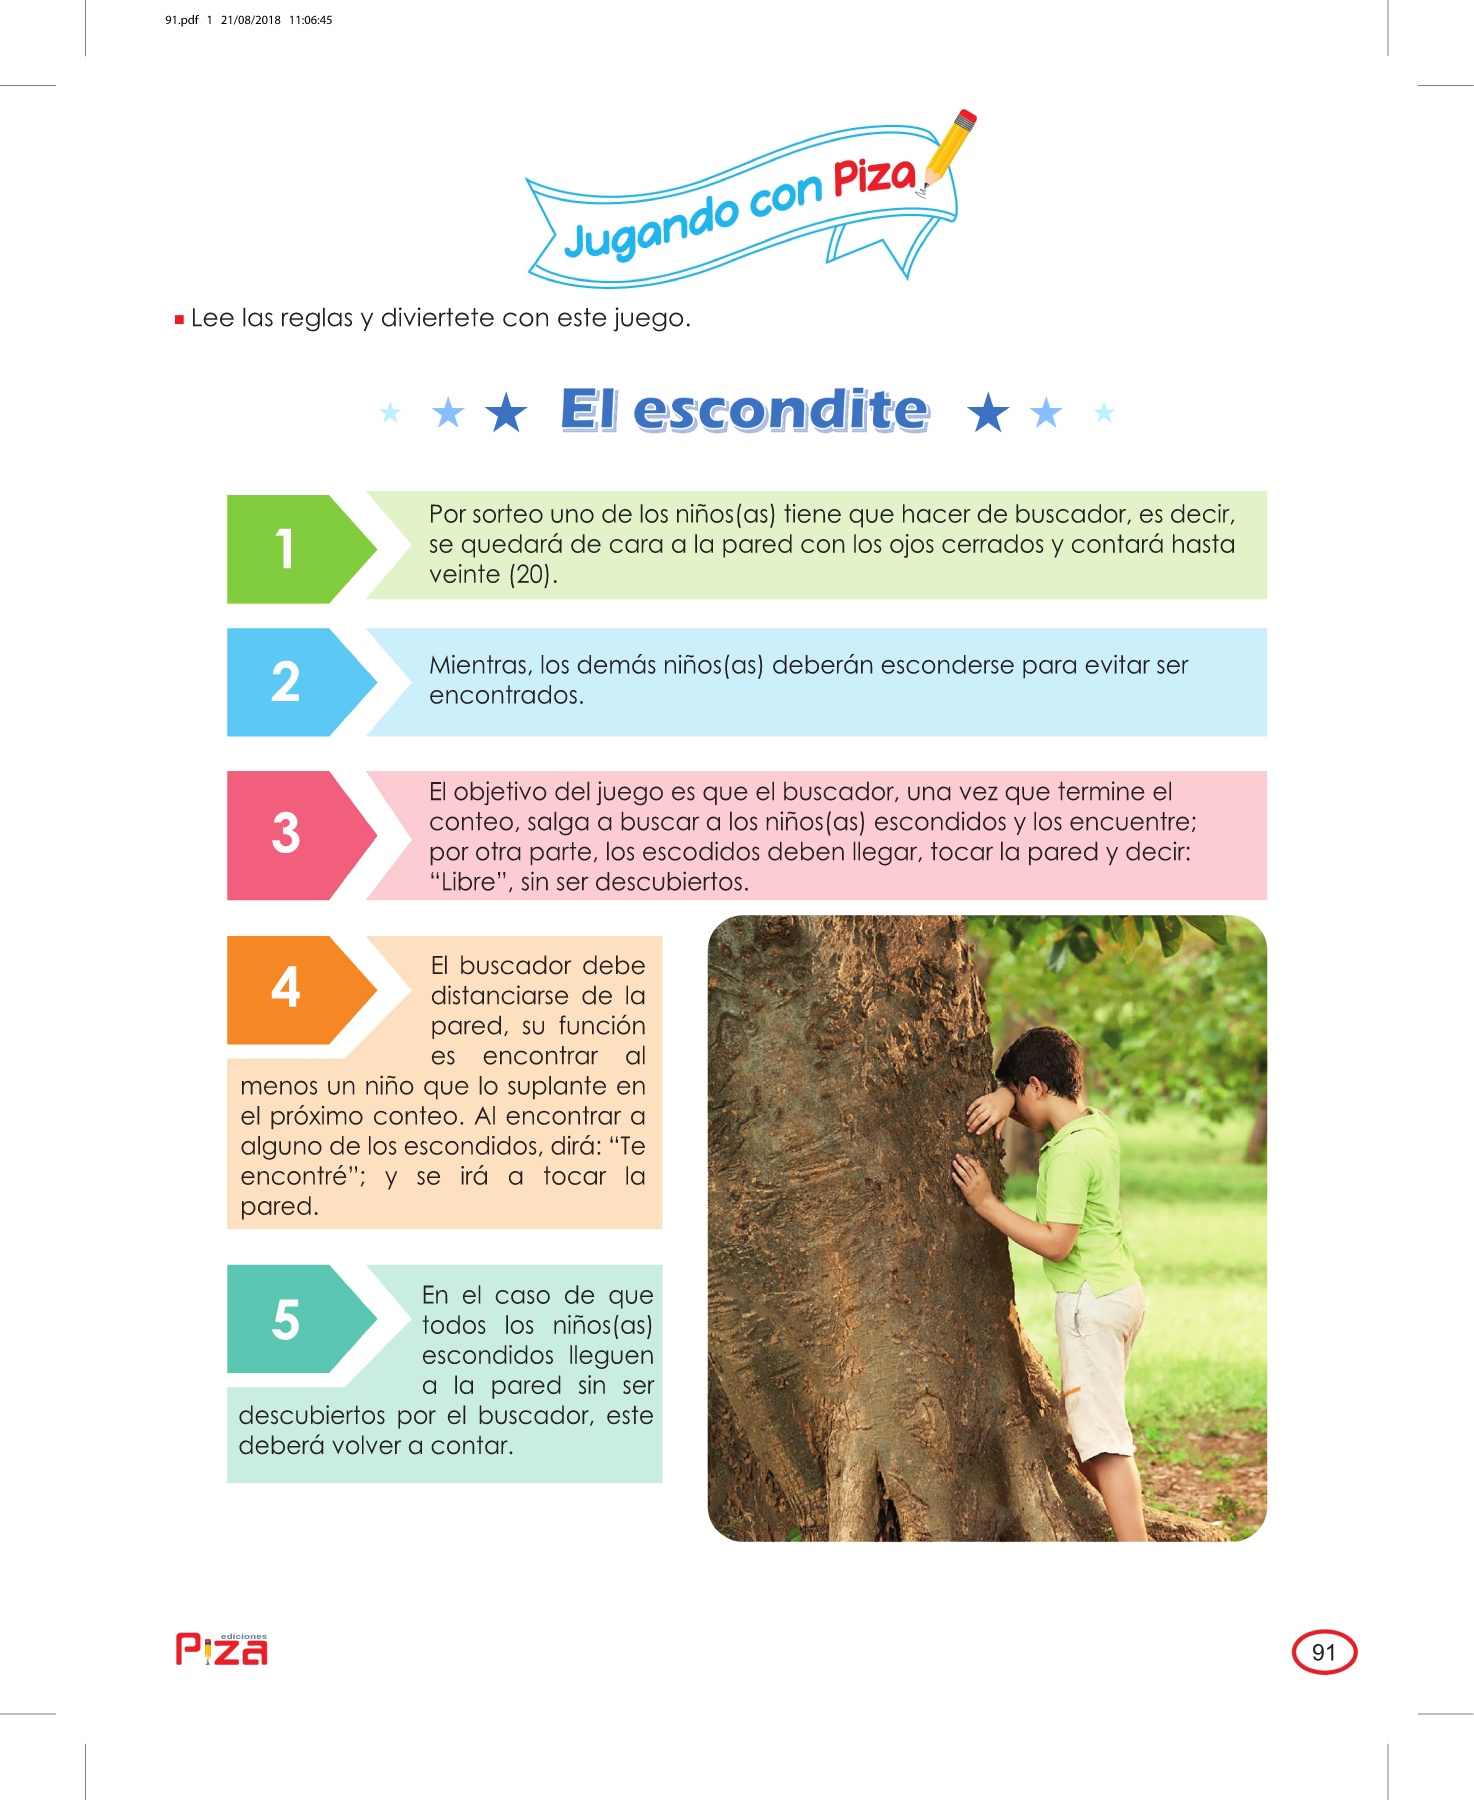 91.pdf 1 21/08/2018 11:06:45
Jugando con Piza
Lee las reglas y diviertete con este juego.
El escondite
1
Por sorteo uno de los niños(as) tiene que hacer de buscador, es decir,
se quedará de cara a la pared con los ojos cerrados y contará hasta
veinte (20).
2
Mientras, los demás niños(as) deberán esconderse para evitar ser
encontrados.
3
El objetivo del juego es que el buscador, una vez que termine el
conteo, salga a buscar a los niños(as) escondidos y los encuentre;
por otra parte, los escodidos deben llegar, tocar la pared y decir:
“Libre”, sin ser descubiertos.
4
El buscador debe
distanciarse de la
pared, su función
es encontrar al
menos un niño que lo suplante en
el próximo conteo. Al encontrar a
alguno de los escondidos, dirá: “Te
encontré”; y se irá a tocar la
pared.
5
En el caso de que
todos los niños(as)
escondidos lleguen
a la pared sin ser
descubiertos por el buscador, este
deberá volver a contar.
ediciones
Piza
91